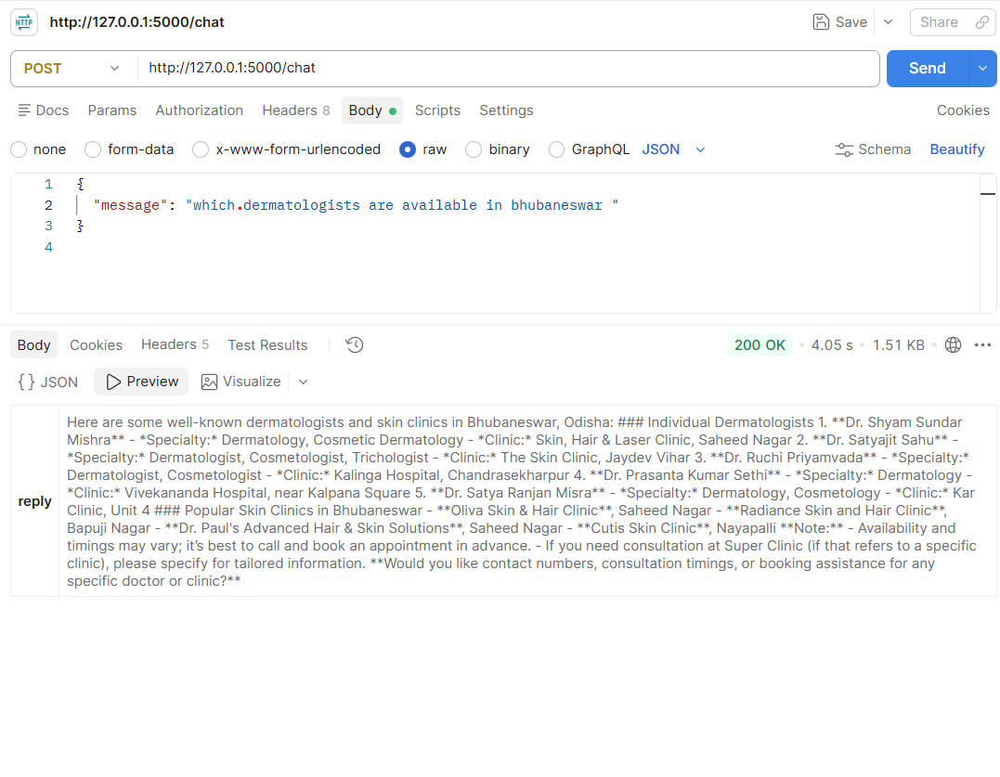 HTTP http://127.0.0.1:5000/chat Save Share
POST http://127.0.0.1:5000/chat Send
Docs Params Authorization Headers 8 Body Scripts Settings Cookies
none form-data x-www-form-urlencoded raw binary GraphQL JSON Schema Beautify
1 {
2 "message": "which.dermatologists are available in bhubaneswar "
3 }
4
Body Cookies Headers 5 Test Results 200 OK 4.05 s 1.51 KB
{} JSON Preview Visualize
reply
Here are some well-known dermatologists and skin clinics in Bhubaneswar, Odisha: ### Individual Dermatologists 1. **Dr. Shyam Sundar
Mishra** - *Specialty:* Dermatology, Cosmetic Dermatology - *Clinic:* Skin, Hair & Laser Clinic, Saheed Nagar 2. **Dr. Satyajit Sahu** -
*Specialty:* Dermatologist, Cosmetologist, Trichologist - *Clinic:* The Skin Clinic, Jaydev Vihar 3. **Dr. Ruchi Priyamvada** - *Specialty:*
Dermatologist, Cosmetologist - *Clinic:* Kalinga Hospital, Chandrasekharpur 4. **Dr. Prasanta Kumar Sethi** - *Specialty:* Dermatology -
*Clinic:* Vivekananda Hospital, near Kalpana Square 5. **Dr. Satya Ranjan Misra** - *Specialty:* Dermatology, Cosmetology - *Clinic:* Kar
Clinic, Unit 4 ### Popular Skin Clinics in Bhubaneswar - **Oliva Skin & Hair Clinic**, Saheed Nagar - **Radiance Skin and Hair Clinic**,
Bapuji Nagar - **Dr. Paul's Advanced Hair & Skin Solutions**, Saheed Nagar - **Cutis Skin Clinic**, Nayapalli **Note:** - Availability and
timings may vary; it’s best to call and book an appointment in advance. - If you need consultation at Super Clinic (if that refers to a specific
clinic), please specify for tailored information. **Would you like contact numbers, consultation timings, or booking assistance for any
specific doctor or clinic?**